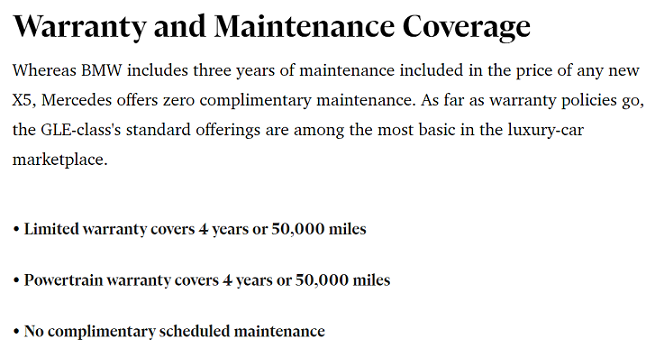 Warranty and Maintenance Coverage
Whereas BMW includes three years of maintenance included in the price of any new
X5, Mercedes offers zero complimentary maintenance. As far as warranty policies go,
the GLE-class's standard offerings are among the most basic in the luxury-car
marketplace.
• Limited warranty covers 4 years or 50,000 miles
• Powertrain warranty covers 4 years or 50,000 miles
• No complimentary scheduled maintenance